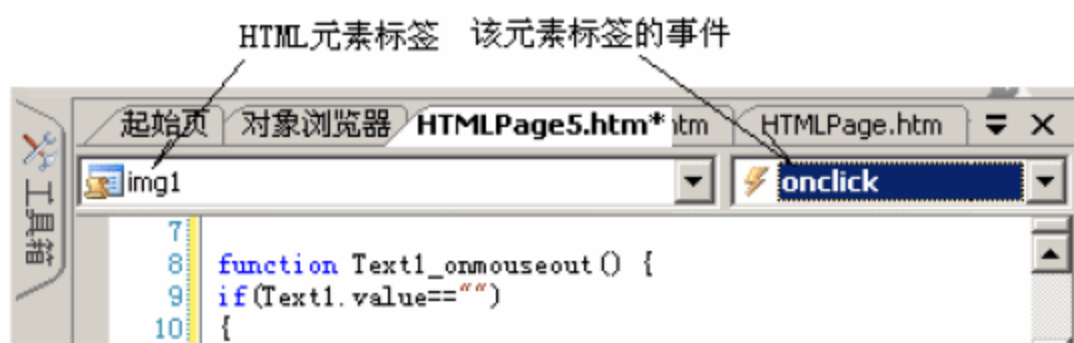 HTML元素标签 该元素标签的事件
起始页 对象浏览器 HTMLPage5.htm* htm HTMLPage.htm
工具箱
img1 onclick
7
8 function Text1_onmouseout() {
9 if(Text1.value=="")
10 {